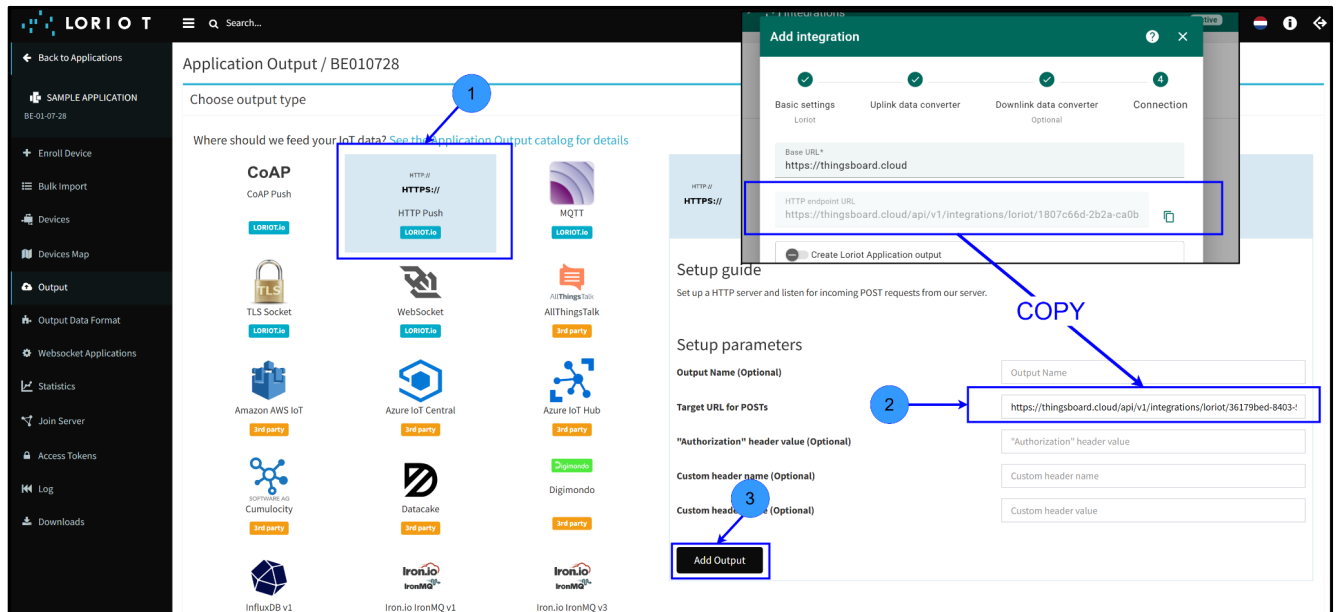 LORIOT
Search...
Back to Applications
SAMPLE APPLICATION
BE-01-07-28
Enroll Device
Bulk Import
Devices
Devices Map
Output
Output Data Format
Websocket Applications
Statistics
Join Server
Access Tokens
Log
Downloads
Application Output / BE010728
Choose output type
1
Where should we feed your IoT data? See the Application Output catalog for details
CoAP
CoAP Push
LORIOT.io
HTTP://
HTTPS://
HTTP Push
LORIOT.io
MQTT
LORIOT.io
TLS
TLS Socket
LORIOT.io
WebSocket
LORIOT.io
AllThingsTalk
AllThingsTalk
3rd party
Amazon AWS IoT
3rd party
Azure IoT Central
3rd party
Azure IoT Hub
3rd party
SOFTWARE AG
Cumulocity
3rd party
Datacake
3rd party
Digimondo
Digimondo
3rd party
InfluxDB v1
Iron.io
IronMQ
Iron.io IronMQ v1
Iron.io
IronMQ
Iron.io IronMQ v3
Add integration
Basic settings
Loriot
Uplink data converter
Downlink data converter
Optional
4
Connection
Base URL*
https://thingsboard.cloud
HTTP endpoint URL
https://thingsboard.cloud/api/v1/integrations/loriot/1807c66d-2b2a-ca0b
Create Loriot Application output
HTTP://
HTTPS://
Setup guide
Set up a HTTP server and listen for incoming POST requests from our server.
COPY
Setup parameters
Output Name (Optional)
Output Name
Target URL for POSTs
2
https://thingsboard.cloud/api/v1/integrations/loriot/36179bed-8403-
"Authorization" header value (Optional)
"Authorization" header value
Custom header name (Optional)
Custom header name
3
Custom (Optional)
Custom header value
Add Output